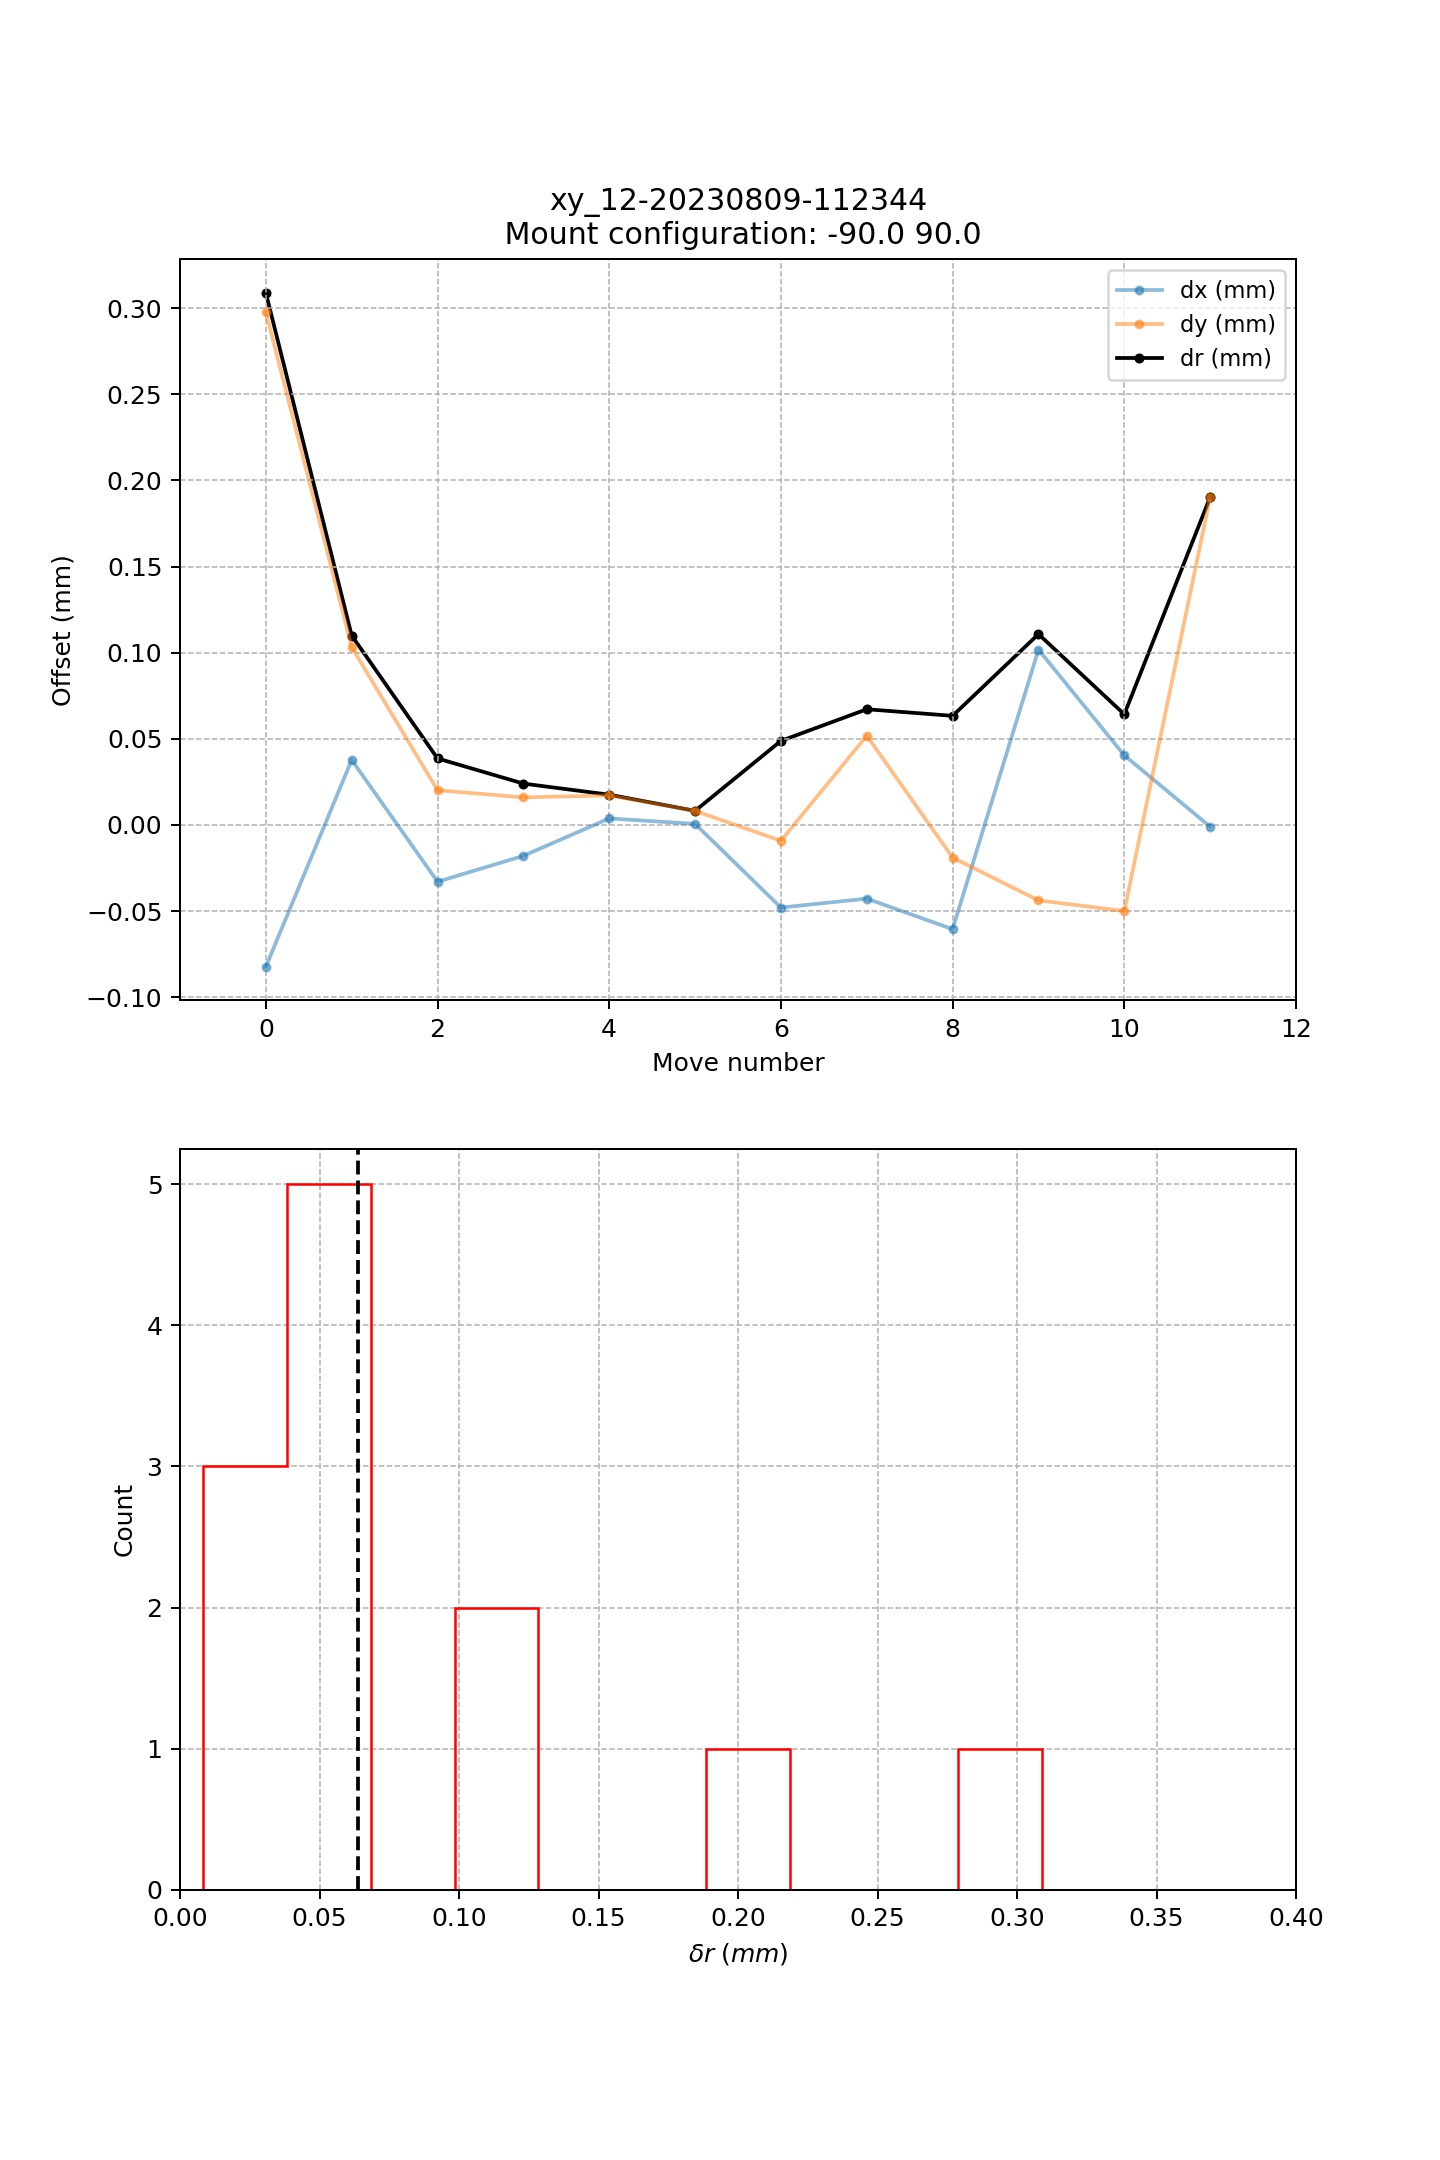 xy_12-20230809-112344
Mount configuration: -90.0 90.0
dx (mm)
dy (mm)
dr (mm)
0.30
0.25
0.20
0.15
0.10
0.05
0.00
−0.05
−0.10
Offset (mm)
0 2 4 6 8 10 12
Move number
5
4
3
2
1
0
Count
0.00 0.05 0.10 0.15 0.20 0.25 0.30 0.35 0.40
δr (mm)